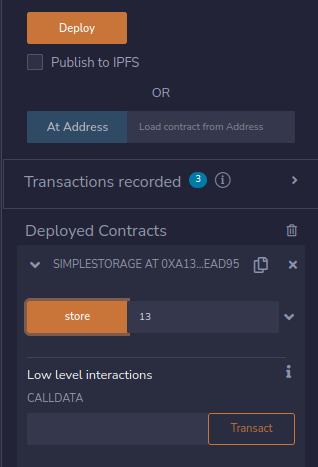 Deploy
Publish to IPFS
OR
At Address Load contract from Address
Transactions recorded 3 i
Deployed Contracts
SIMPLESTORAGE AT 0XA13...EAD95
store 13
Low level interactions i
CALLDATA
Transact